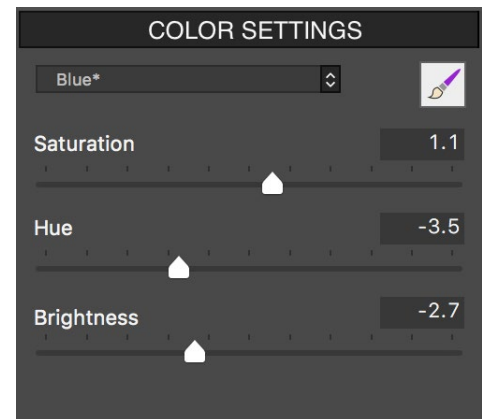 COLOR SETTINGS
Blue*
Saturation 1.1
Hue -3.5
Brightness -2.7